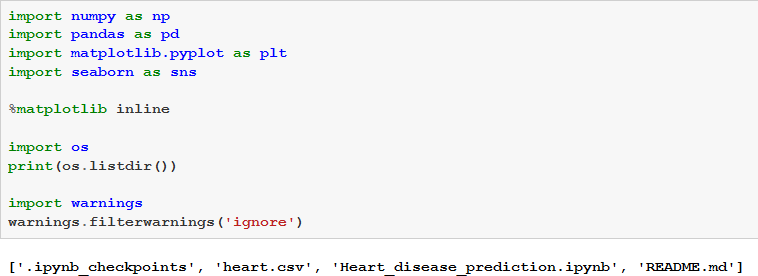 import numpy as np
import pandas as pd
import matplotlib.pyplot as plt
import seaborn as sns
%matplotlib inline
import os
print(os.listdir())
import warnings
warnings.filterwarnings('ignore')
['.ipynb_checkpoints', 'heart.csv', 'Heart_disease_prediction.ipynb', 'README.md']